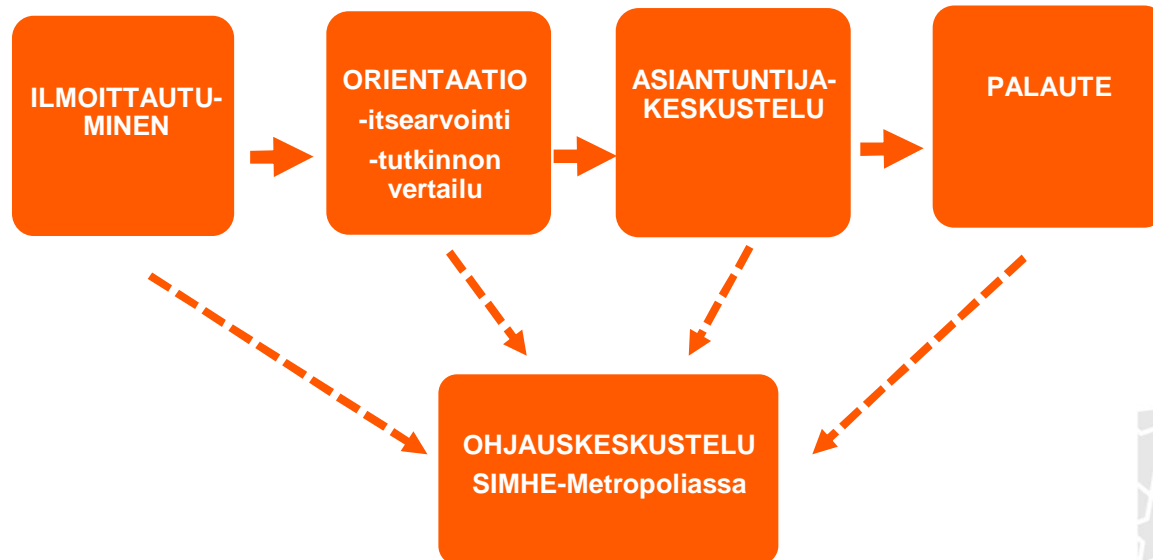 ILMOITTAUTU-
MINEN
ORIENTAATIO
-itsearvointi
-tutkinnon
vertailu
ASIANTUNTIJA-
KESKUSTELU
PALAUTE
OHJAUSKESKUSTELU
SIMHE-Metropoliassa